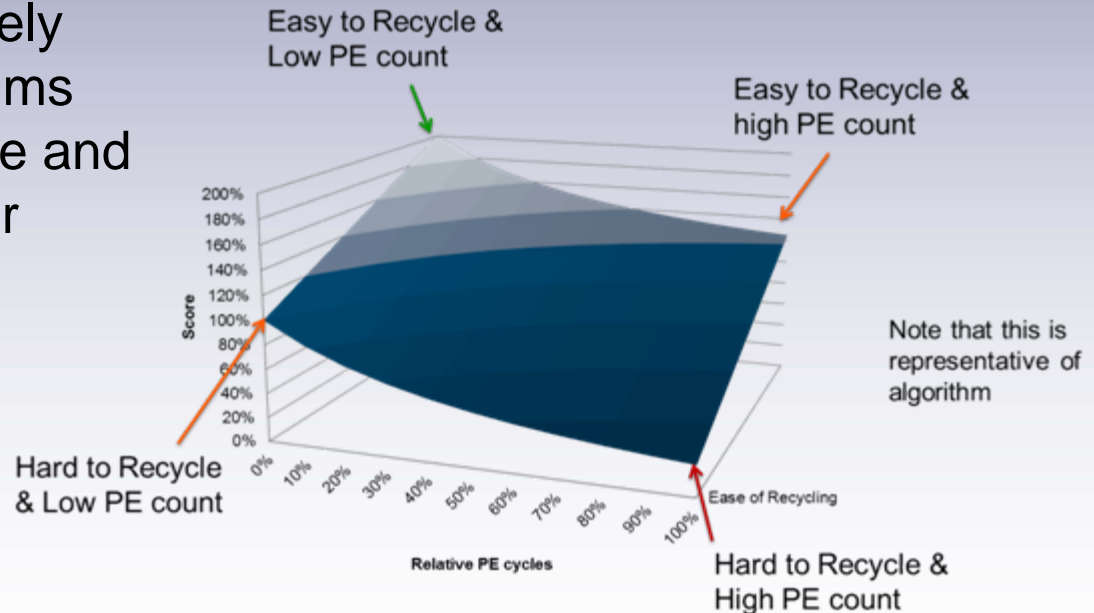 ely
ms
e and
r
Easy to Recycle &
Low PE count
Easy to Recycle &
high PE count
200%
180%
160%
140%
120%
100%
80%
60%
40%
20%
0%
Score
0%
10%
20%
30%
40%
50%
60%
70%
80%
90%
100%
Relative PE cycles
Ease of Recycling
Note that this is
representative of
algorithm
Hard to Recycle
& Low PE count
Hard to Recycle &
High PE count